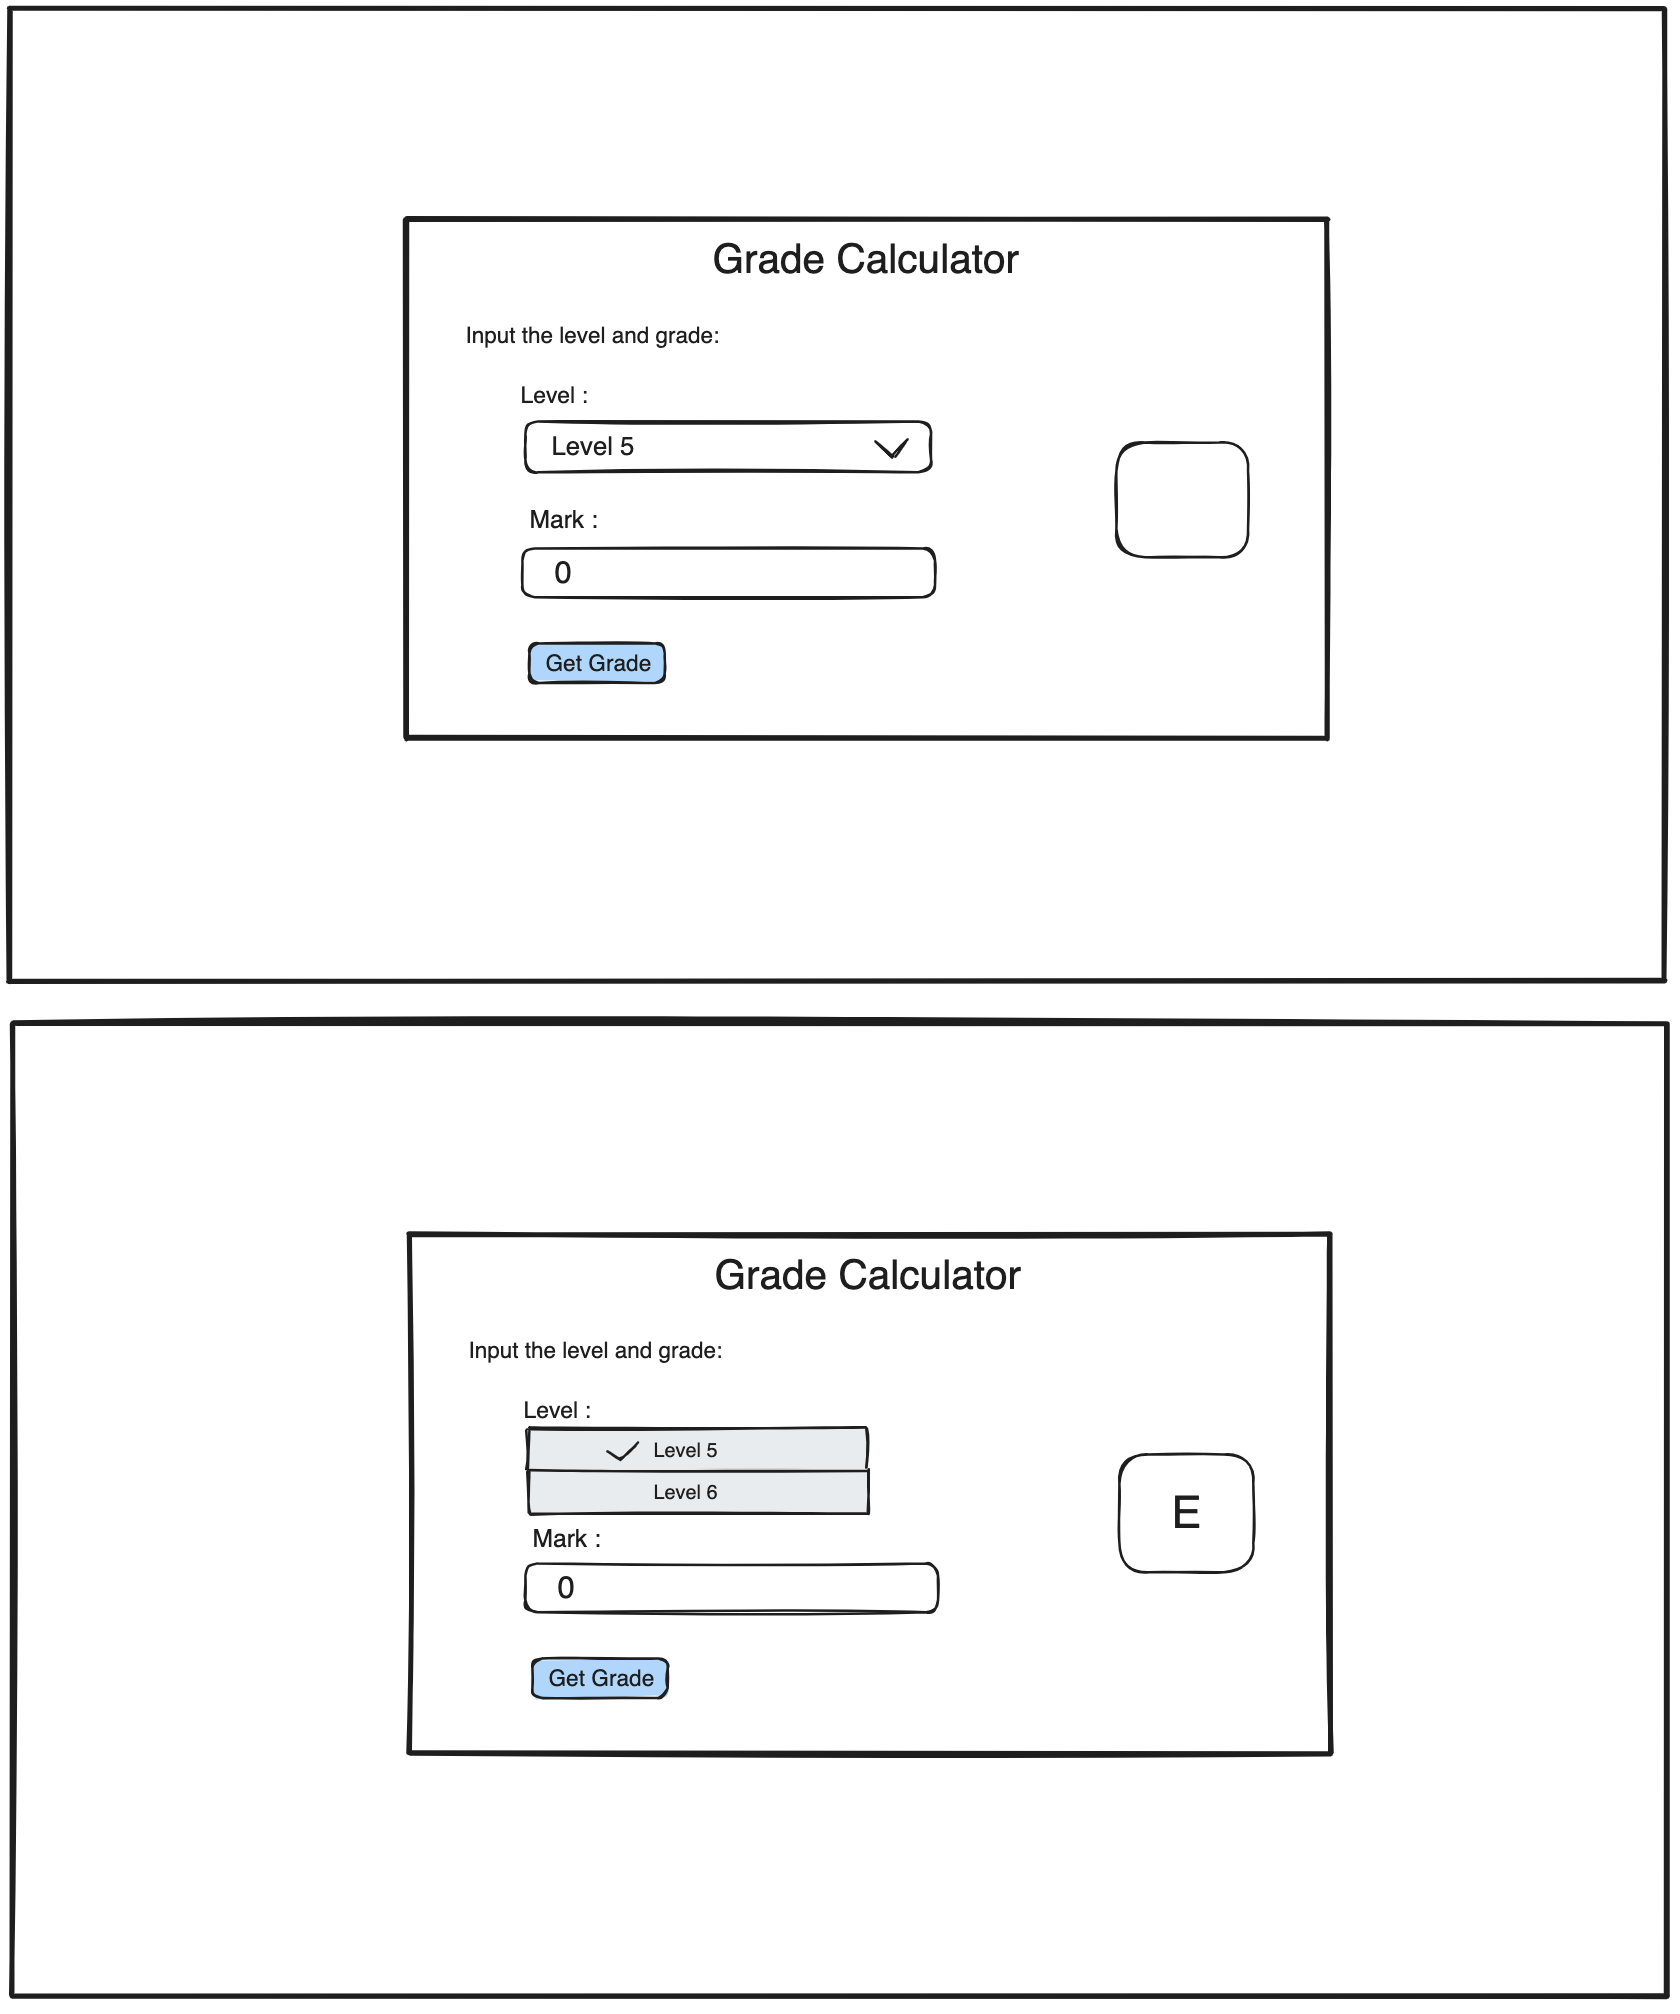 Grade Calculator
Input the level and grade:
Level :
Level 5
Mark :
0
Get Grade
Grade Calculator
Input the level and grade:
Level :
Level 5
Level 6
Mark :
0
Get Grade
E